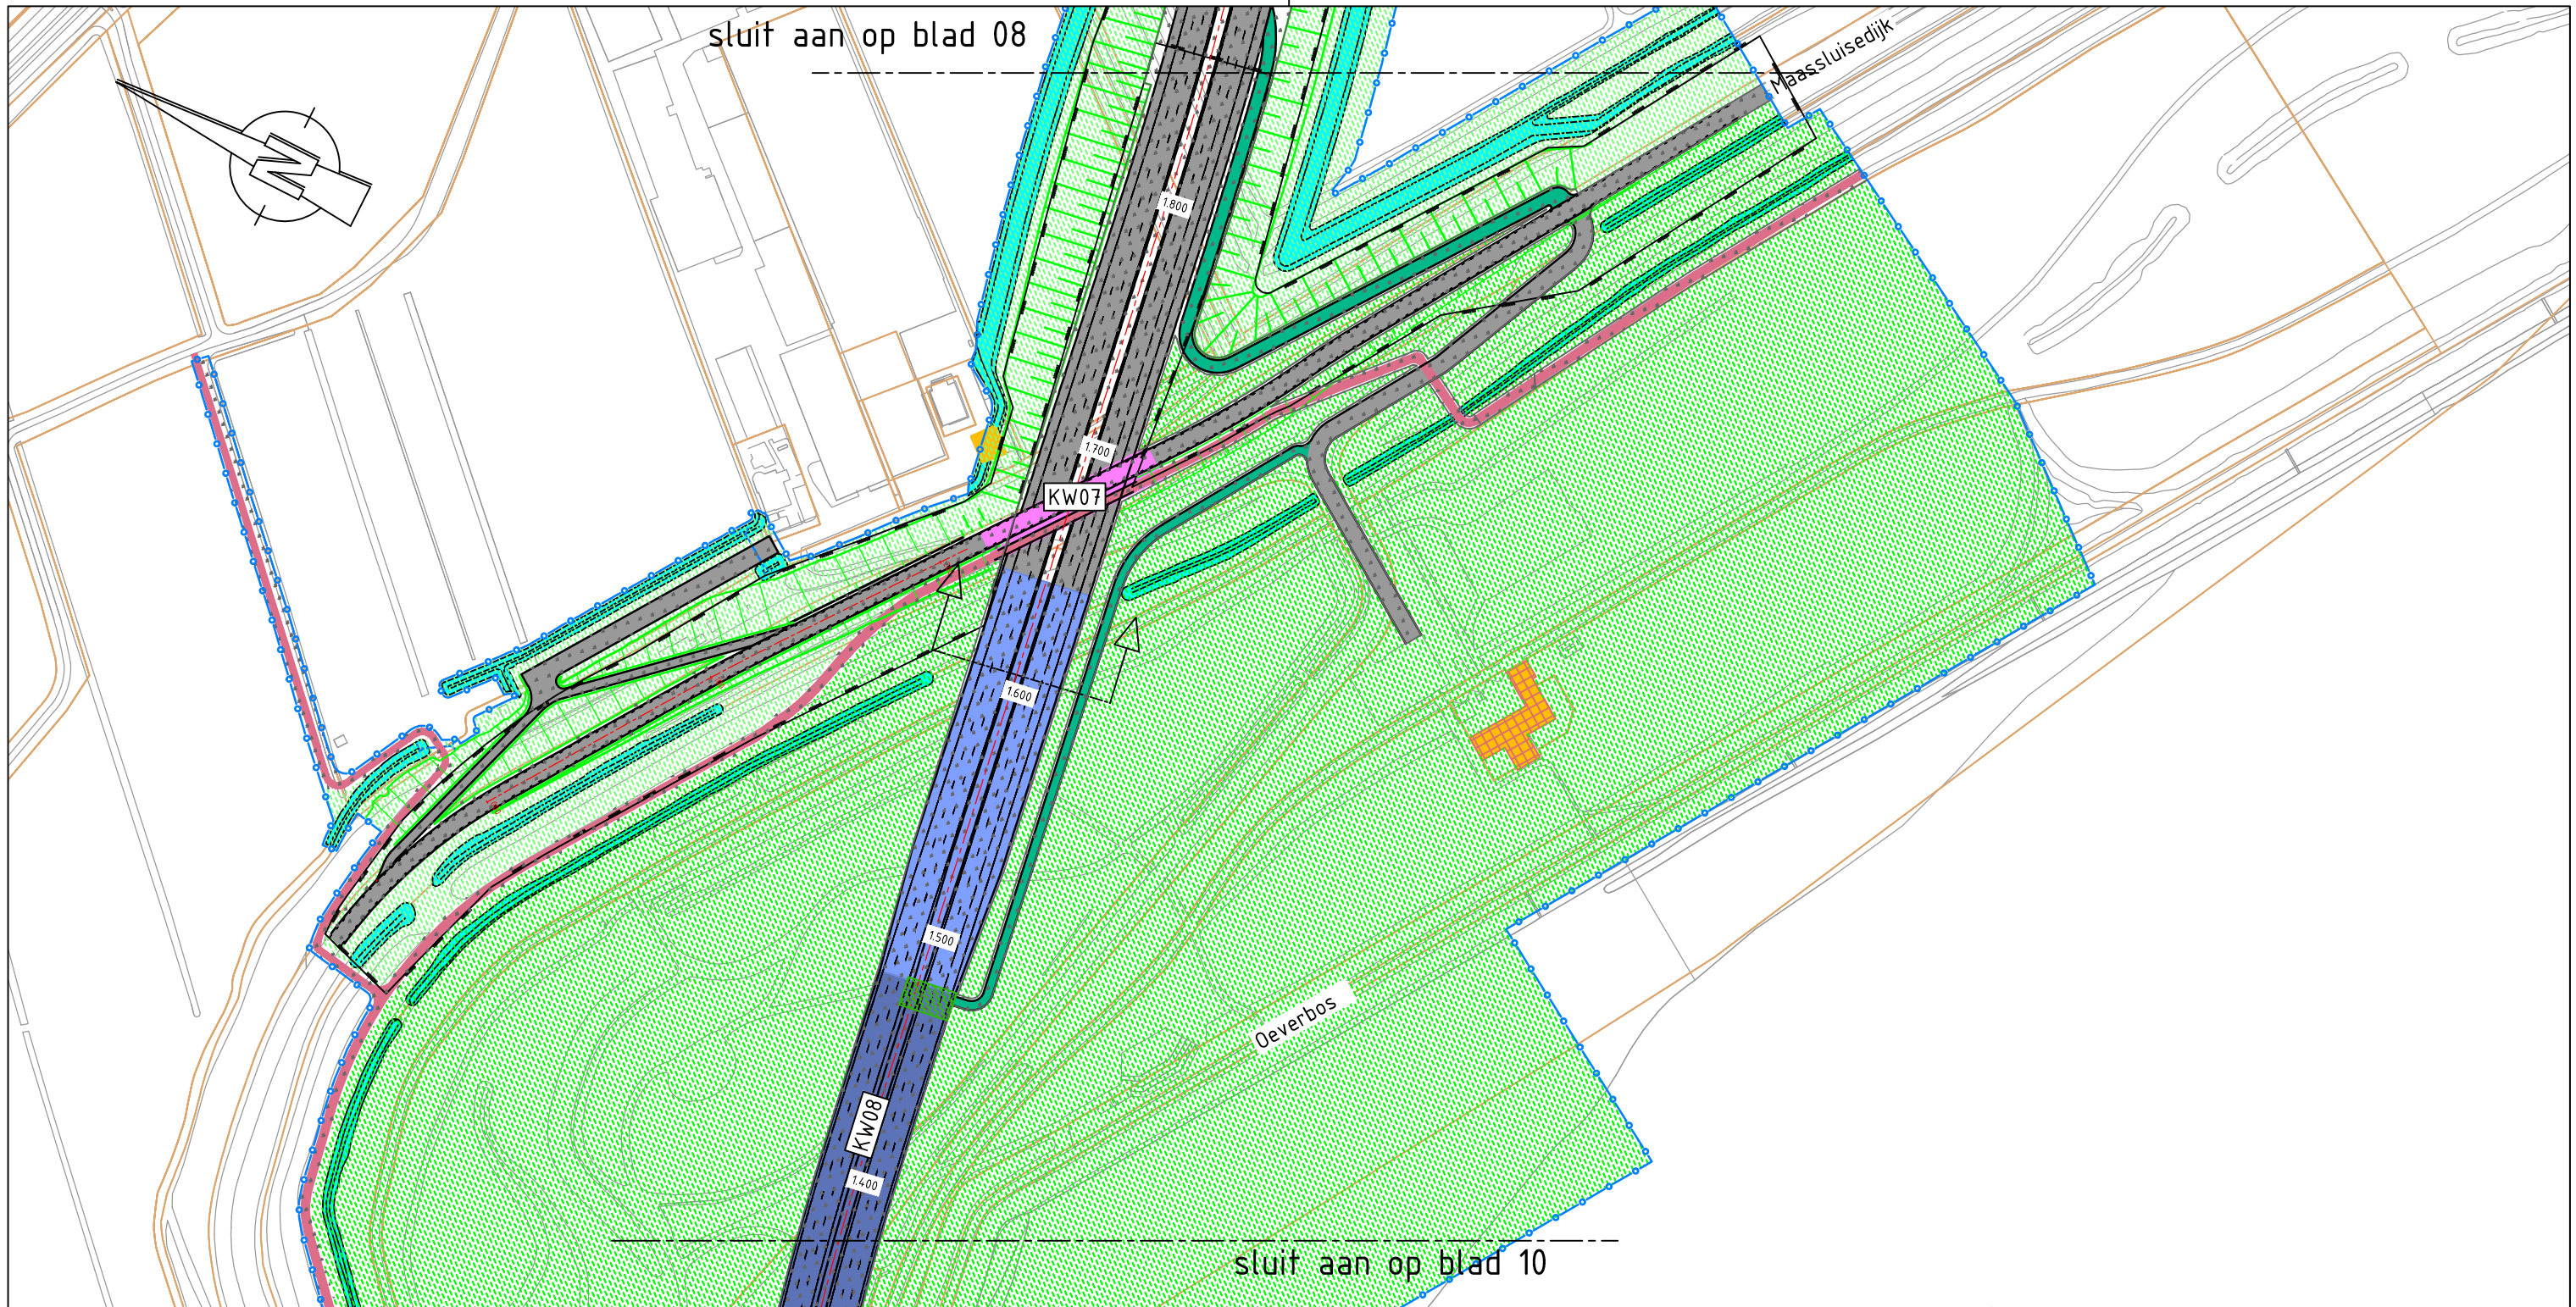 sluit aan op blad 08
Maassluisedijk
N
1.800
1.700
KW07
1.600
1.500
Oeverbos
KW08
1.400
sluit aan op blad 10